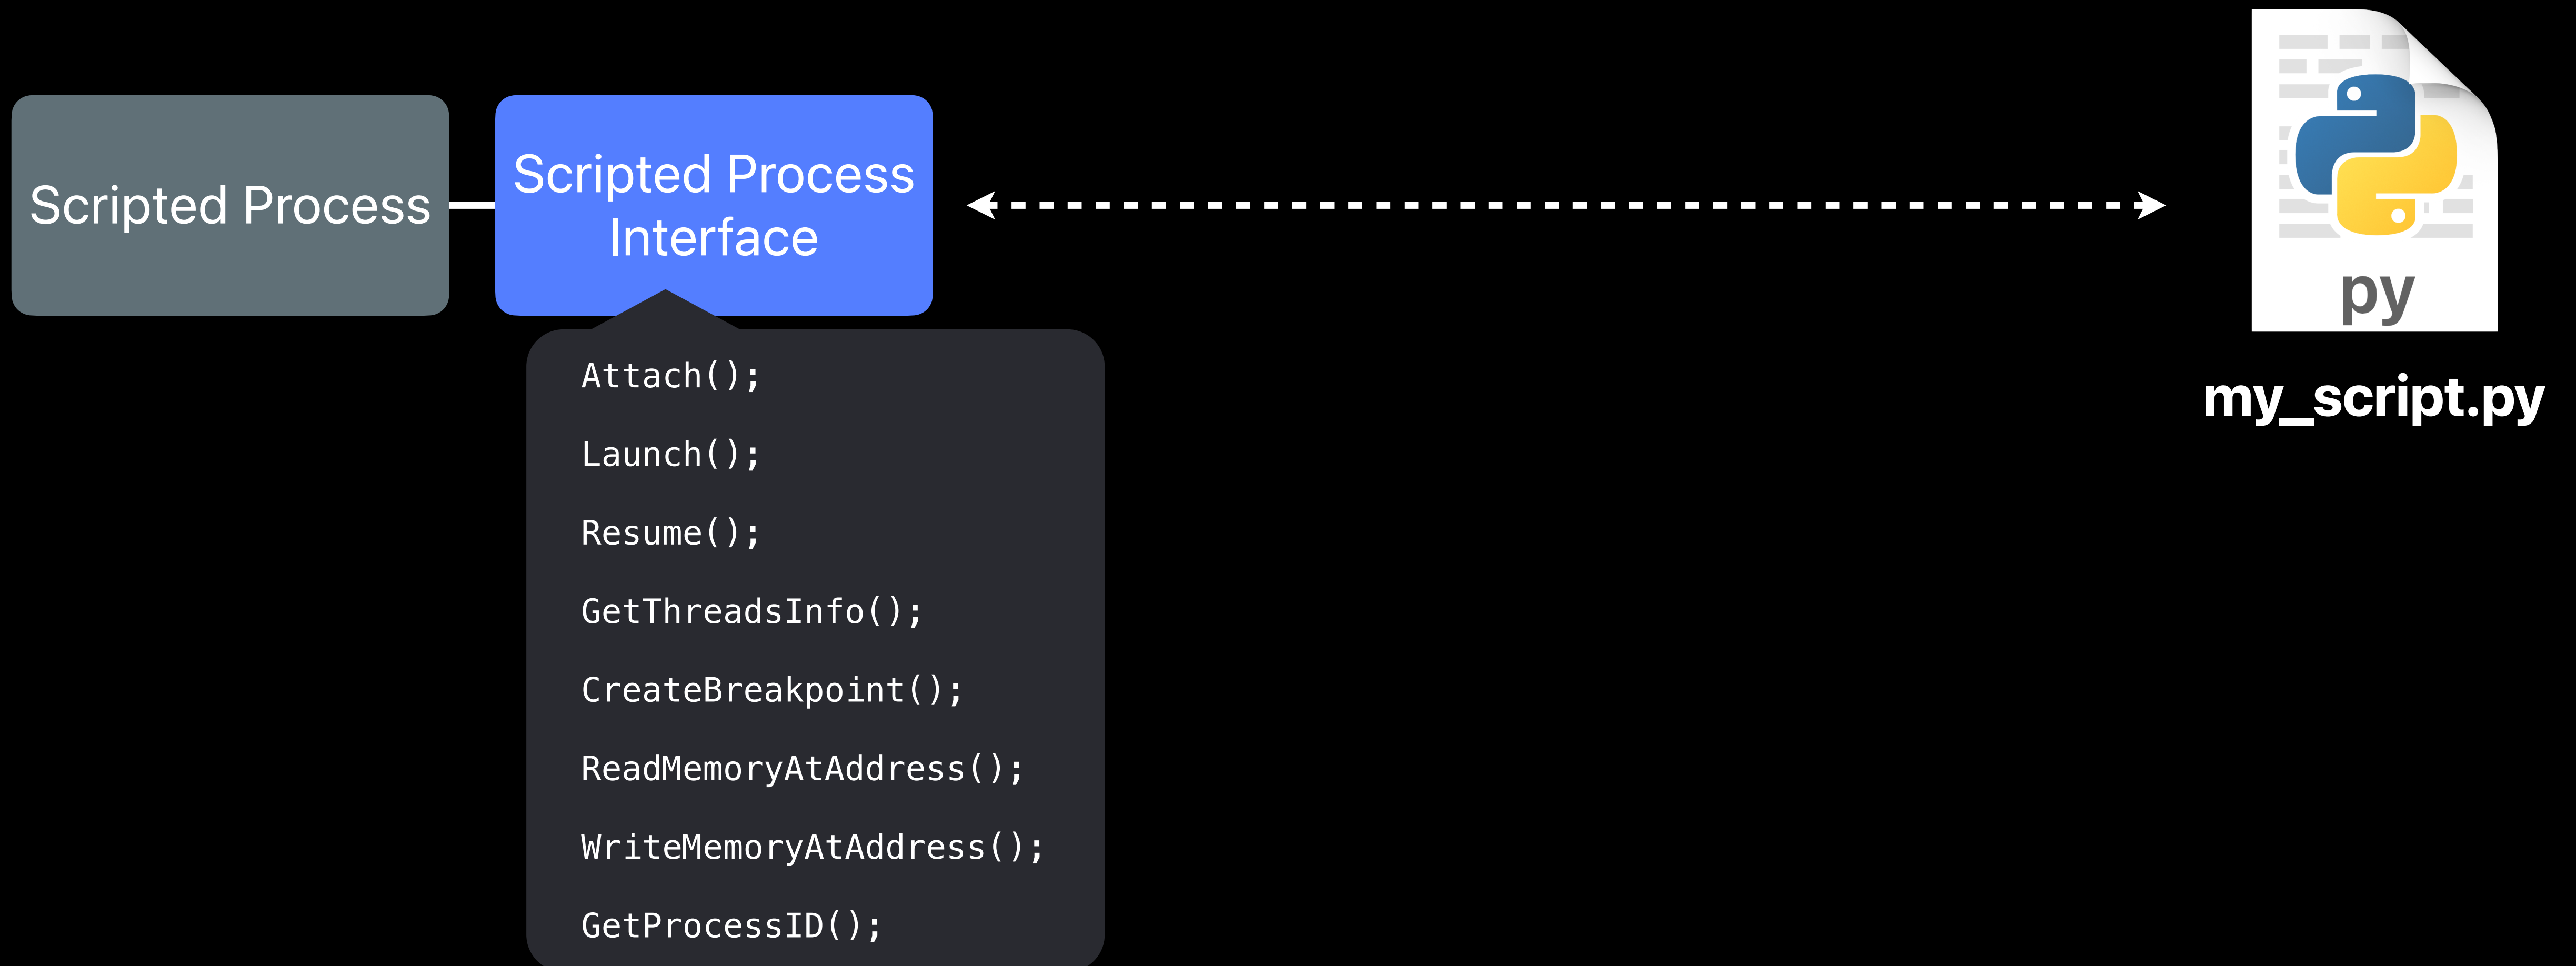 Scripted Process
Scripted Process
Interface
py
my_script.py
Attach();
Launch();
Resume();
GetThreadsInfo();
CreateBreakpoint();
ReadMemoryAtAddress();
WriteMemoryAtAddress();
GetProcessID();